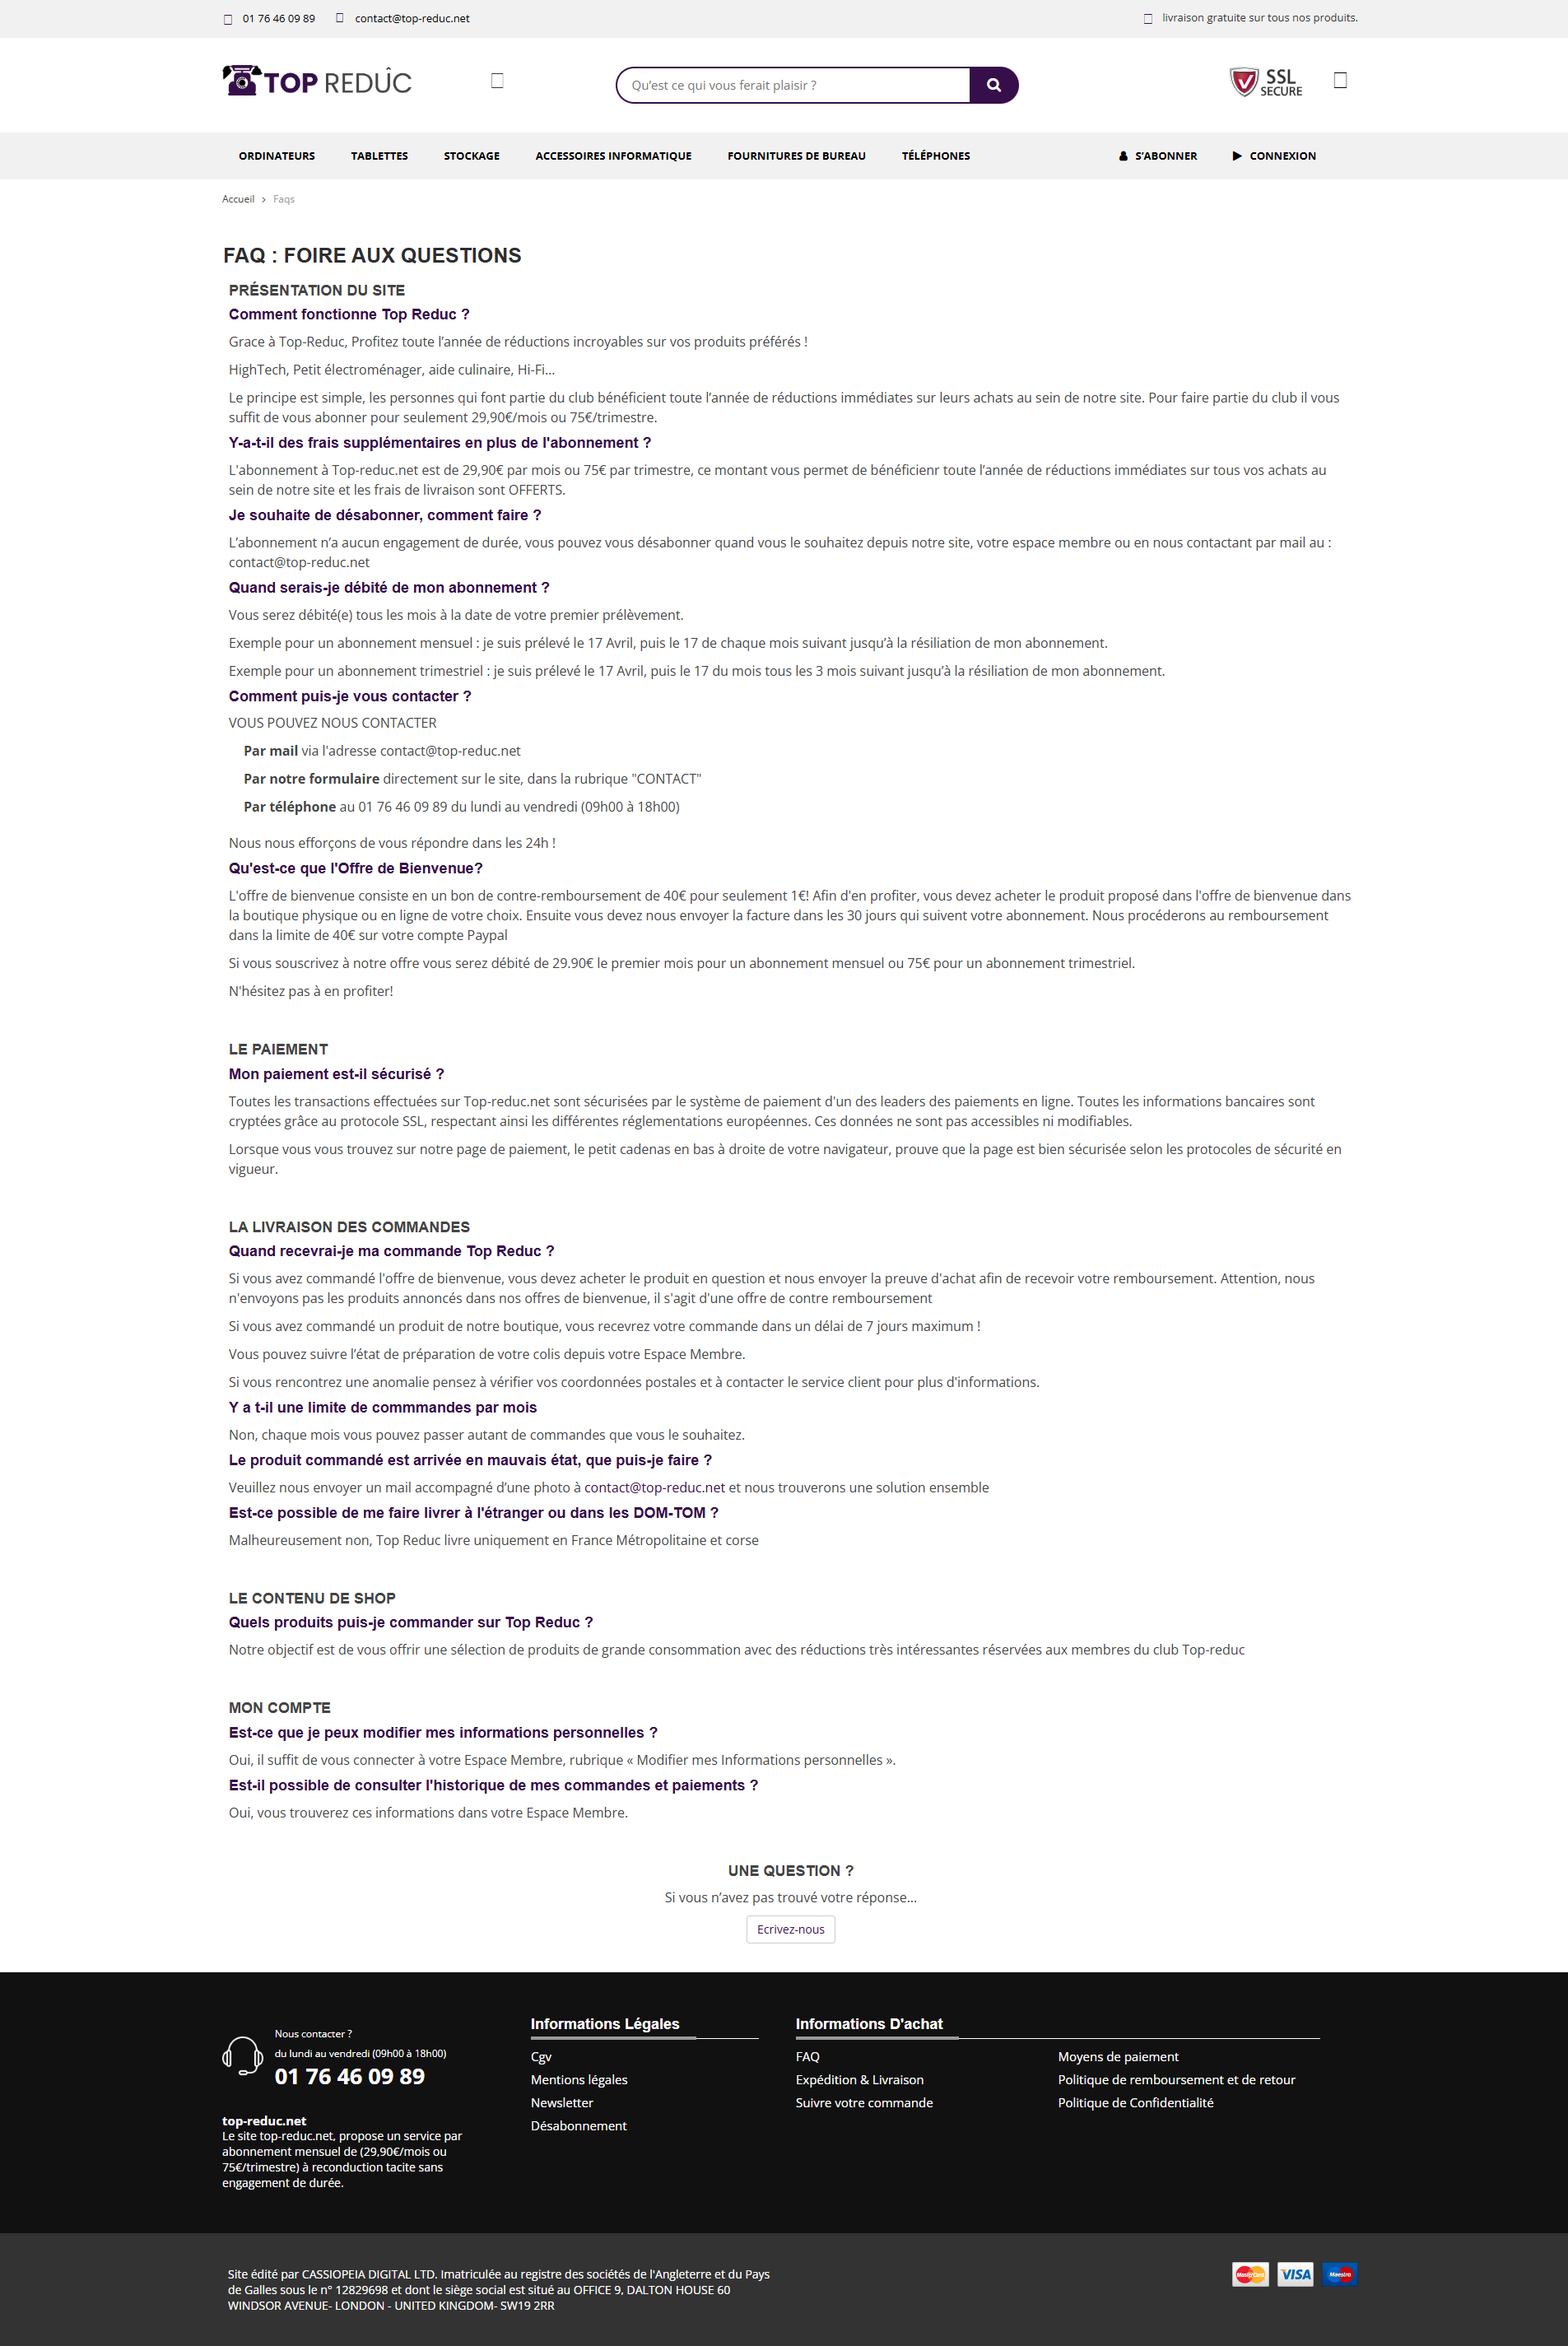 01 76 46 09 89 contact@top-reduc.net livraison gratuite sur tous nos produits.
TOP REDÛC
Qu’est ce qui vous ferait plaisir ?
SSL
SECURE
ORDINATEURS TABLETTES STOCKAGE ACCESSOIRES INFORMATIQUE FOURNITURES DE BUREAU TÉLÉPHONES S’ABONNER CONNEXION
Accueil > Faqs
FAQ : FOIRE AUX QUESTIONS
PRÉSENTATION DU SITE
Comment fonctionne Top Reduc ?
Grace à Top-Reduc, Profitez toute l’année de réductions incroyables sur vos produits préférés !
HighTech, Petit électroménager, aide culinaire, Hi-Fi…
Le principe est simple, les personnes qui font partie du club bénéficient toute l’année de réductions immédiates sur leurs achats au sein de notre site. Pour faire partie du club il vous
suffit de vous abonner pour seulement 29,90€/mois ou 75€/trimestre.
Y-a-t-il des frais supplémentaires en plus de l'abonnement ?
L'abonnement à Top-reduc.net est de 29,90€ par mois ou 75€ par trimestre, ce montant vous permet de bénéficienr toute l’année de réductions immédiates sur tous vos achats au
sein de notre site et les frais de livraison sont OFFERTS.
Je souhaite de désabonner, comment faire ?
L’abonnement n’a aucun engagement de durée, vous pouvez vous désabonner quand vous le souhaitez depuis notre site, votre espace membre ou en nous contactant par mail au :
contact@top-reduc.net
Quand serais-je débité de mon abonnement ?
Vous serez débité(e) tous les mois à la date de votre premier prélèvement.
Exemple pour un abonnement mensuel : je suis prélevé le 17 Avril, puis le 17 de chaque mois suivant jusqu’à la résiliation de mon abonnement.
Exemple pour un abonnement trimestriel : je suis prélevé le 17 Avril, puis le 17 du mois tous les 3 mois suivant jusqu’à la résiliation de mon abonnement.
Comment puis-je vous contacter ?
VOUS POUVEZ NOUS CONTACTER
Par mail via l'adresse contact@top-reduc.net
Par notre formulaire directement sur le site, dans la rubrique "CONTACT"
Par téléphone au 01 76 46 09 89 du lundi au vendredi (09h00 à 18h00)
Nous nous efforçons de vous répondre dans les 24h !
Qu'est-ce que l'Offre de Bienvenue?
L'offre de bienvenue consiste en un bon de contre-remboursement de 40€ pour seulement 1€! Afin d'en profiter, vous devez acheter le produit proposé dans l'offre de bienvenue dans
la boutique physique ou en ligne de votre choix. Ensuite vous devez nous envoyer la facture dans les 30 jours qui suivent votre abonnement. Nous procéderons au remboursement
dans la limite de 40€ sur votre compte Paypal
Si vous souscrivez à notre offre vous serez débité de 29.90€ le premier mois pour un abonnement mensuel ou 75€ pour un abonnement trimestriel.
N'hésitez pas à en profiter!
LE PAIEMENT
Mon paiement est-il sécurisé ?
Toutes les transactions effectuées sur Top-reduc.net sont sécurisées par le système de paiement d'un des leaders des paiements en ligne. Toutes les informations bancaires sont
cryptées grâce au protocole SSL, respectant ainsi les différentes réglementations européennes. Ces données ne sont pas accessibles ni modifiables.
Lorsque vous vous trouvez sur notre page de paiement, le petit cadenas en bas à droite de votre navigateur, prouve que la page est bien sécurisée selon les protocoles de sécurité en
vigueur.
LA LIVRAISON DES COMMANDES
Quand recevrai-je ma commande Top Reduc ?
Si vous avez commandé l'offre de bienvenue, vous devez acheter le produit en question et nous envoyer la preuve d'achat afin de recevoir votre remboursement. Attention, nous
n'envoyons pas les produits annoncés dans nos offres de bienvenue, il s'agit d'une offre de contre remboursement
Si vous avez commandé un produit de notre boutique, vous recevrez votre commande dans un délai de 7 jours maximum !
Vous pouvez suivre l’état de préparation de votre colis depuis votre Espace Membre.
Si vous rencontrez une anomalie pensez à vérifier vos coordonnées postales et à contacter le service client pour plus d'informations.
Y a t-il une limite de commmandes par mois
Non, chaque mois vous pouvez passer autant de commandes que vous le souhaitez.
Le produit commandé est arrivée en mauvais état, que puis-je faire ?
Veuillez nous envoyer un mail accompagné d’une photo à contact@top-reduc.net et nous trouverons une solution ensemble
Est-ce possible de me faire livrer à l'étranger ou dans les DOM-TOM ?
Malheureusement non, Top Reduc livre uniquement en France Métropolitaine et corse
LE CONTENU DE SHOP
Quels produits puis-je commander sur Top Reduc ?
Notre objectif est de vous offrir une sélection de produits de grande consommation avec des réductions très intéressantes réservées aux membres du club Top-reduc
MON COMPTE
Est-ce que je peux modifier mes informations personnelles ?
Oui, il suffit de vous connecter à votre Espace Membre, rubrique « Modifier mes Informations personnelles ».
Est-il possible de consulter l'historique de mes commandes et paiements ?
Oui, vous trouverez ces informations dans votre Espace Membre.
UNE QUESTION ?
Si vous n’avez pas trouvé votre réponse…
Ecrivez-nous
Nous contacter ?
du lundi au vendredi (09h00 à 18h00)
01 76 46 09 89
top-reduc.net
Le site top-reduc.net, propose un service par
abonnement mensuel de (29,90€/mois ou
75€/trimestre) à reconduction tacite sans
engagement de durée.
Informations Légales
Cgv
Mentions légales
Newsletter
Désabonnement
Informations D'achat
FAQ
Expédition & Livraison
Suivre votre commande
Moyens de paiement
Politique de remboursement et de retour
Politique de Confidentialité
Site édité par CASSIOPEIA DIGITAL LTD. Imatriculée au registre des sociétés de l'Angleterre et du Pays
de Galles sous le n° 12829698 et dont le siège social est situé au OFFICE 9, DALTON HOUSE 60
WINDSOR AVENUE- LONDON - UNITED KINGDOM- SW19 2RR
MasterCard VISA Maestro